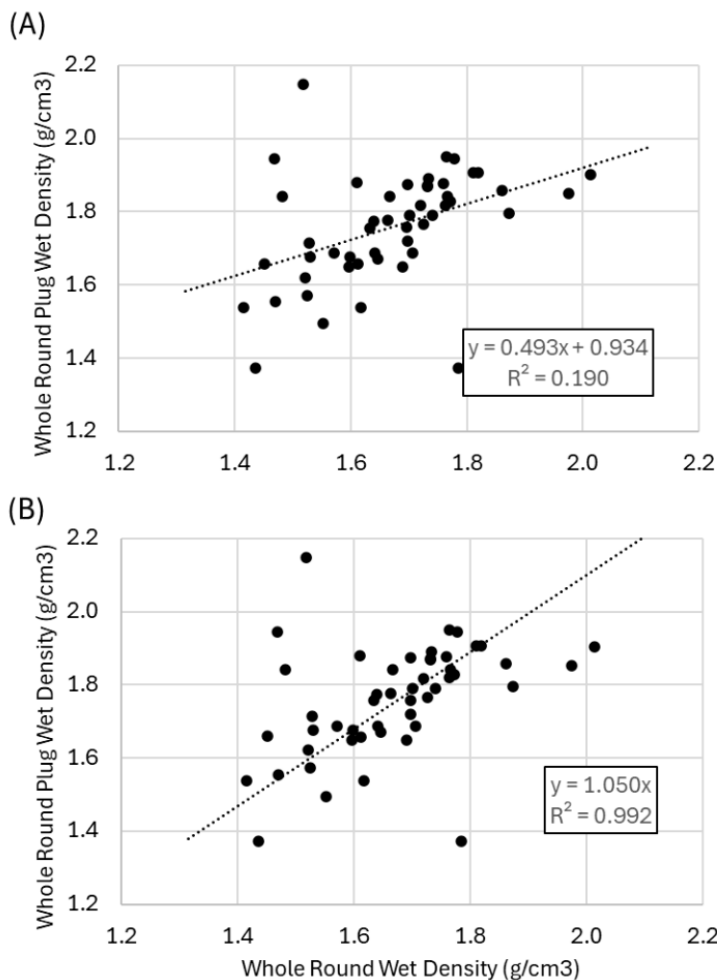 (A)
Whole Round Plug Wet Density (g/cm3)
2.2
2.0
1.8
1.6
1.4
1.2
y = 0.493x + 0.934
R² = 0.190
1.2 1.4 1.6 1.8 2.0 2.2
(B)
Whole Round Plug Wet Density (g/cm3)
2.2
2.0
1.8
1.6
1.4
1.2
y = 1.050x
R² = 0.992
1.2 1.4 1.6 1.8 2.0 2.2
Whole Round Wet Density (g/cm3)